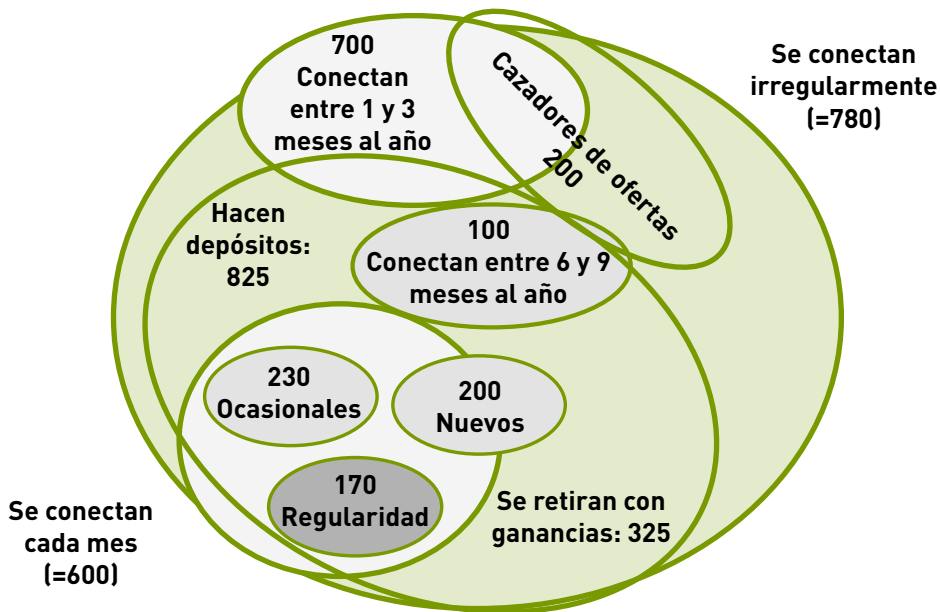 700
Conectan
entre 1 y 3
meses al año
Cazadores de ofertas
200
Se conectan
irregularmente
(=780)
Hacen
depósitos:
825
100
Conectan entre 6 y 9
meses al año
230
Ocasionales
200
Nuevos
170
Regularidad
Se retiran con
ganancias: 325
Se conectan
cada mes
(=600)